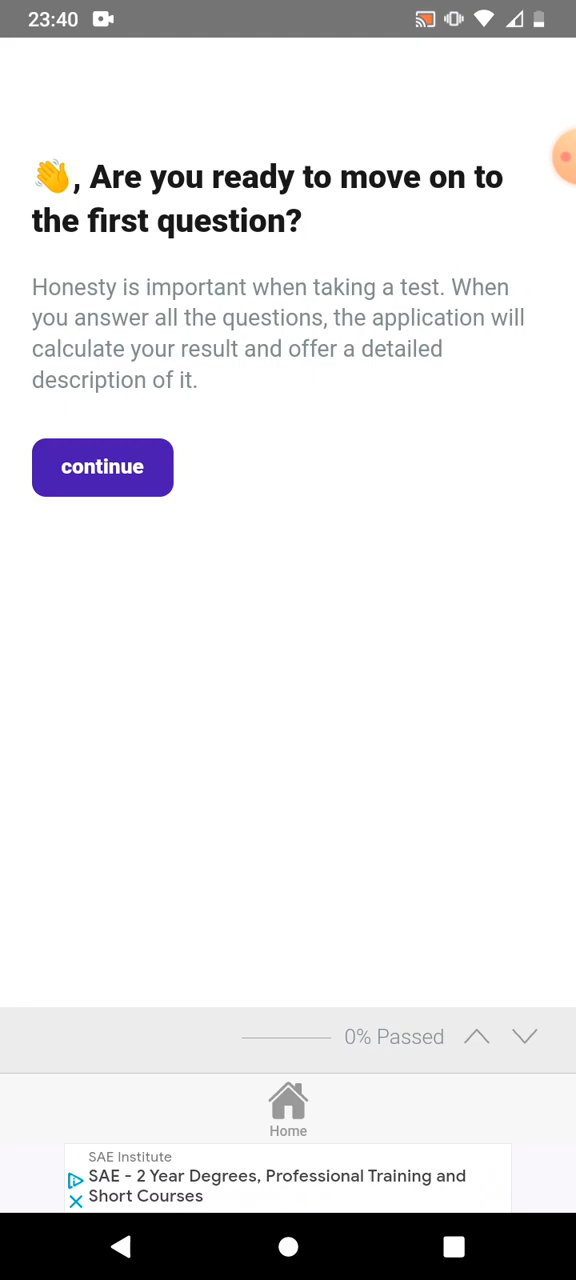 23:40
👋, Are you ready to move on to
the first question?
Honesty is important when taking a test. When
you answer all the questions, the application will
calculate your result and offer a detailed
description of it.
continue
0% Passed
Home
SAE Institute
SAE - 2 Year Degrees, Professional Training and
Short Courses